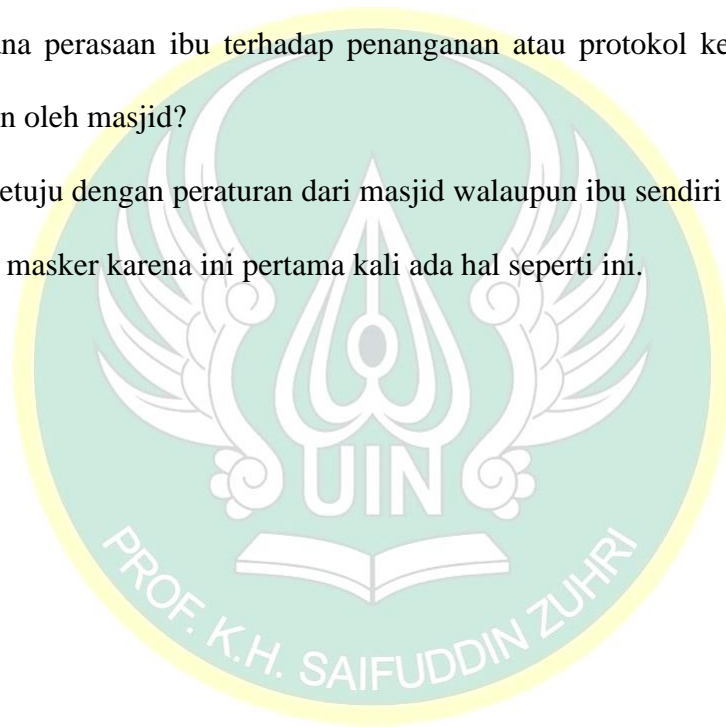 na perasaan ibu terhadap penanganan atau protokol ke
n oleh masjid?
etuju dengan peraturan dari masjid walaupun ibu sendiri
masker karena ini pertama kali ada hal seperti ini.
UIN
PROF. K.H. SAIFUDDIN ZUHRI